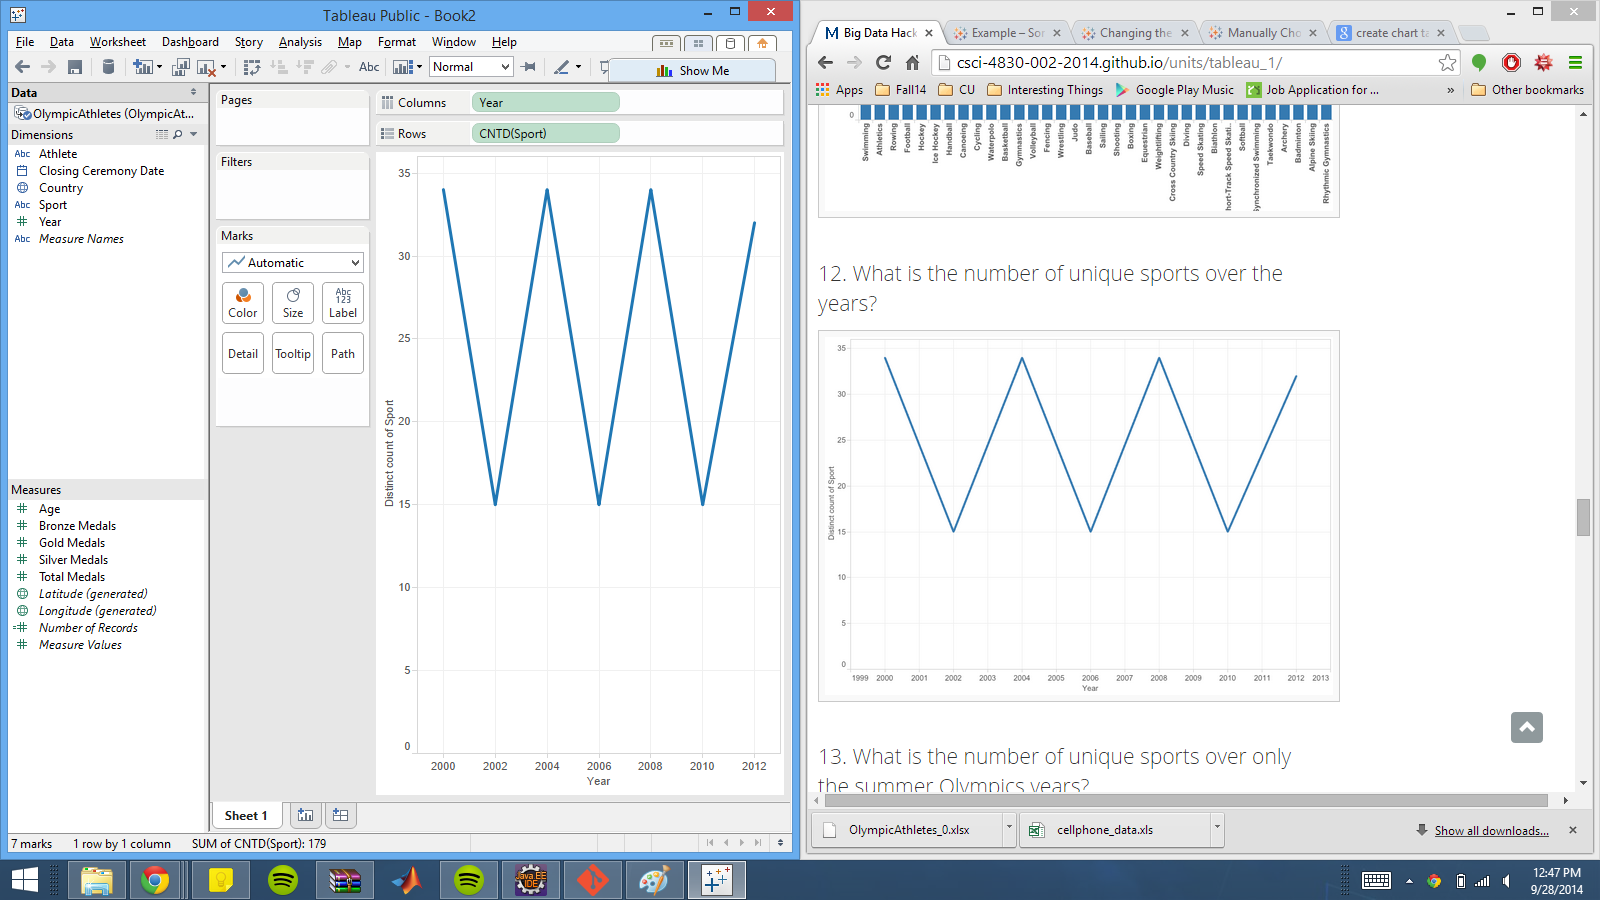 Tableau Public - Book2
File Data Worksheet Dashboard Story Analysis Map Format Window Help
Abc Normal Show Me
Data
OlympicAthletes (OlympicAt...
Dimensions
Abc Athlete
Closing Ceremony Date
Country
Abc Sport
Year
Abc Measure Names
Measures
Age
Bronze Medals
Gold Medals
Silver Medals
Total Medals
Latitude (generated)
Longitude (generated)
Number of Records
Measure Values
Pages
Filters
Marks
Automatic
Color Size Abc 123 Label
Detail Tooltip Path
Columns Year
Rows CNTD(Sport)
35
30
25
20
15
10
5
0
Distinct count of Sport
2000 2002 2004 2006 2008 2010 2012
Year
Sheet 1
7 marks 1 row by 1 column SUM of CNTD(Sport): 179
Big Data Hack Example – Sor Changing the Manually Cho create chart ta
csci-4830-002-2014.github.io/units/tableau_1/
Apps Fall14 CU Interesting Things Google Play Music Job Application for ... » Other bookmarks
0
Swimming
Athletics
Rowing
Football
Hockey
Ice Hockey
Handball
Canoeing
Cycling
Waterpolo
Basketball
Gymnastics
Volleyball
Fencing
Wrestling
Judo
Baseball
Sailing
Shooting
Boxing
Equestrian
Weightlifting
Cross Country Skiing
Diving
Speed Skating
Biathlon
hort-Track Speed Skati..
Softball
Synchronized Swimming
Taekwondo
Archery
Badminton
Alpine Skiing
Rhythmic Gymnastics
12. What is the number of unique sports over the
years?
35
30
25
20
15
10
5
0
Distinct count of Sport
1999 2000 2001 2002 2003 2004 2005 2006 2007 2008 2009 2010 2011 2012 2013
Year
13. What is the number of unique sports over only
the summer Olympics years?
OlympicAthletes_0.xlsx cellphone_data.xls Show all downloads...
Java EE
IDE
12:47 PM
9/28/2014